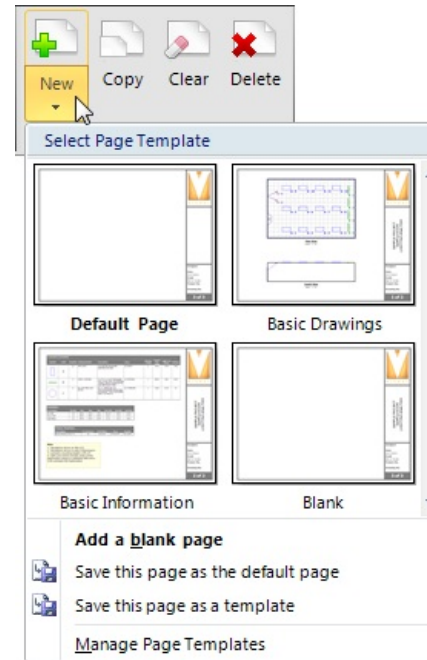 New
Copy
Clear
Delete
Select Page Template
Default Page
Basic Drawings
Basic Information
Blank
Add a blank page
Save this page as the default page
Save this page as a template
Manage Page Templates